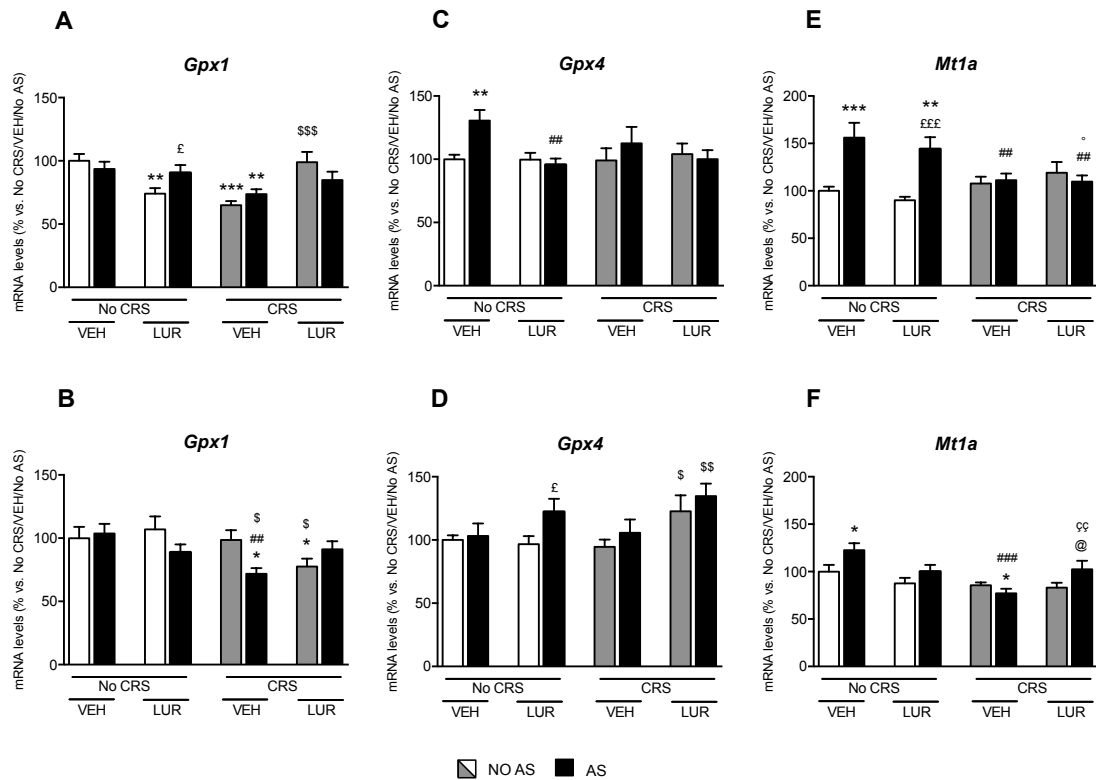 A
Gpx1
mRNA levels (% vs. No CRS/VEH/No AS)
150
100
50
0
** £ *** ** $$$
No CRS CRS
VEH LUR VEH LUR
C
Gpx4
mRNA levels (% vs. No CRS/VEH/No AS)
150
100
50
0
** ##
No CRS CRS
VEH LUR VEH LUR
E
Mt1a
mRNA levels (% vs. No CRS/VEH/No AS)
200
150
100
50
0
***
**
£££
##
°
##
No CRS CRS
VEH LUR VEH LUR
B
Gpx1
mRNA levels (% vs. No CRS/VEH/No AS)
150
100
50
0
$
##
*
$
*
No CRS CRS
VEH LUR VEH LUR
D
Gpx4
mRNA levels (% vs. No CRS/VEH/No AS)
150
100
50
0
£ $ $$
No CRS CRS
VEH LUR VEH LUR
F
Mt1a
mRNA levels (% vs. No CRS/VEH/No AS)
200
150
100
50
0
*
###
*
çç
@
No CRS CRS
VEH LUR VEH LUR
NO AS AS